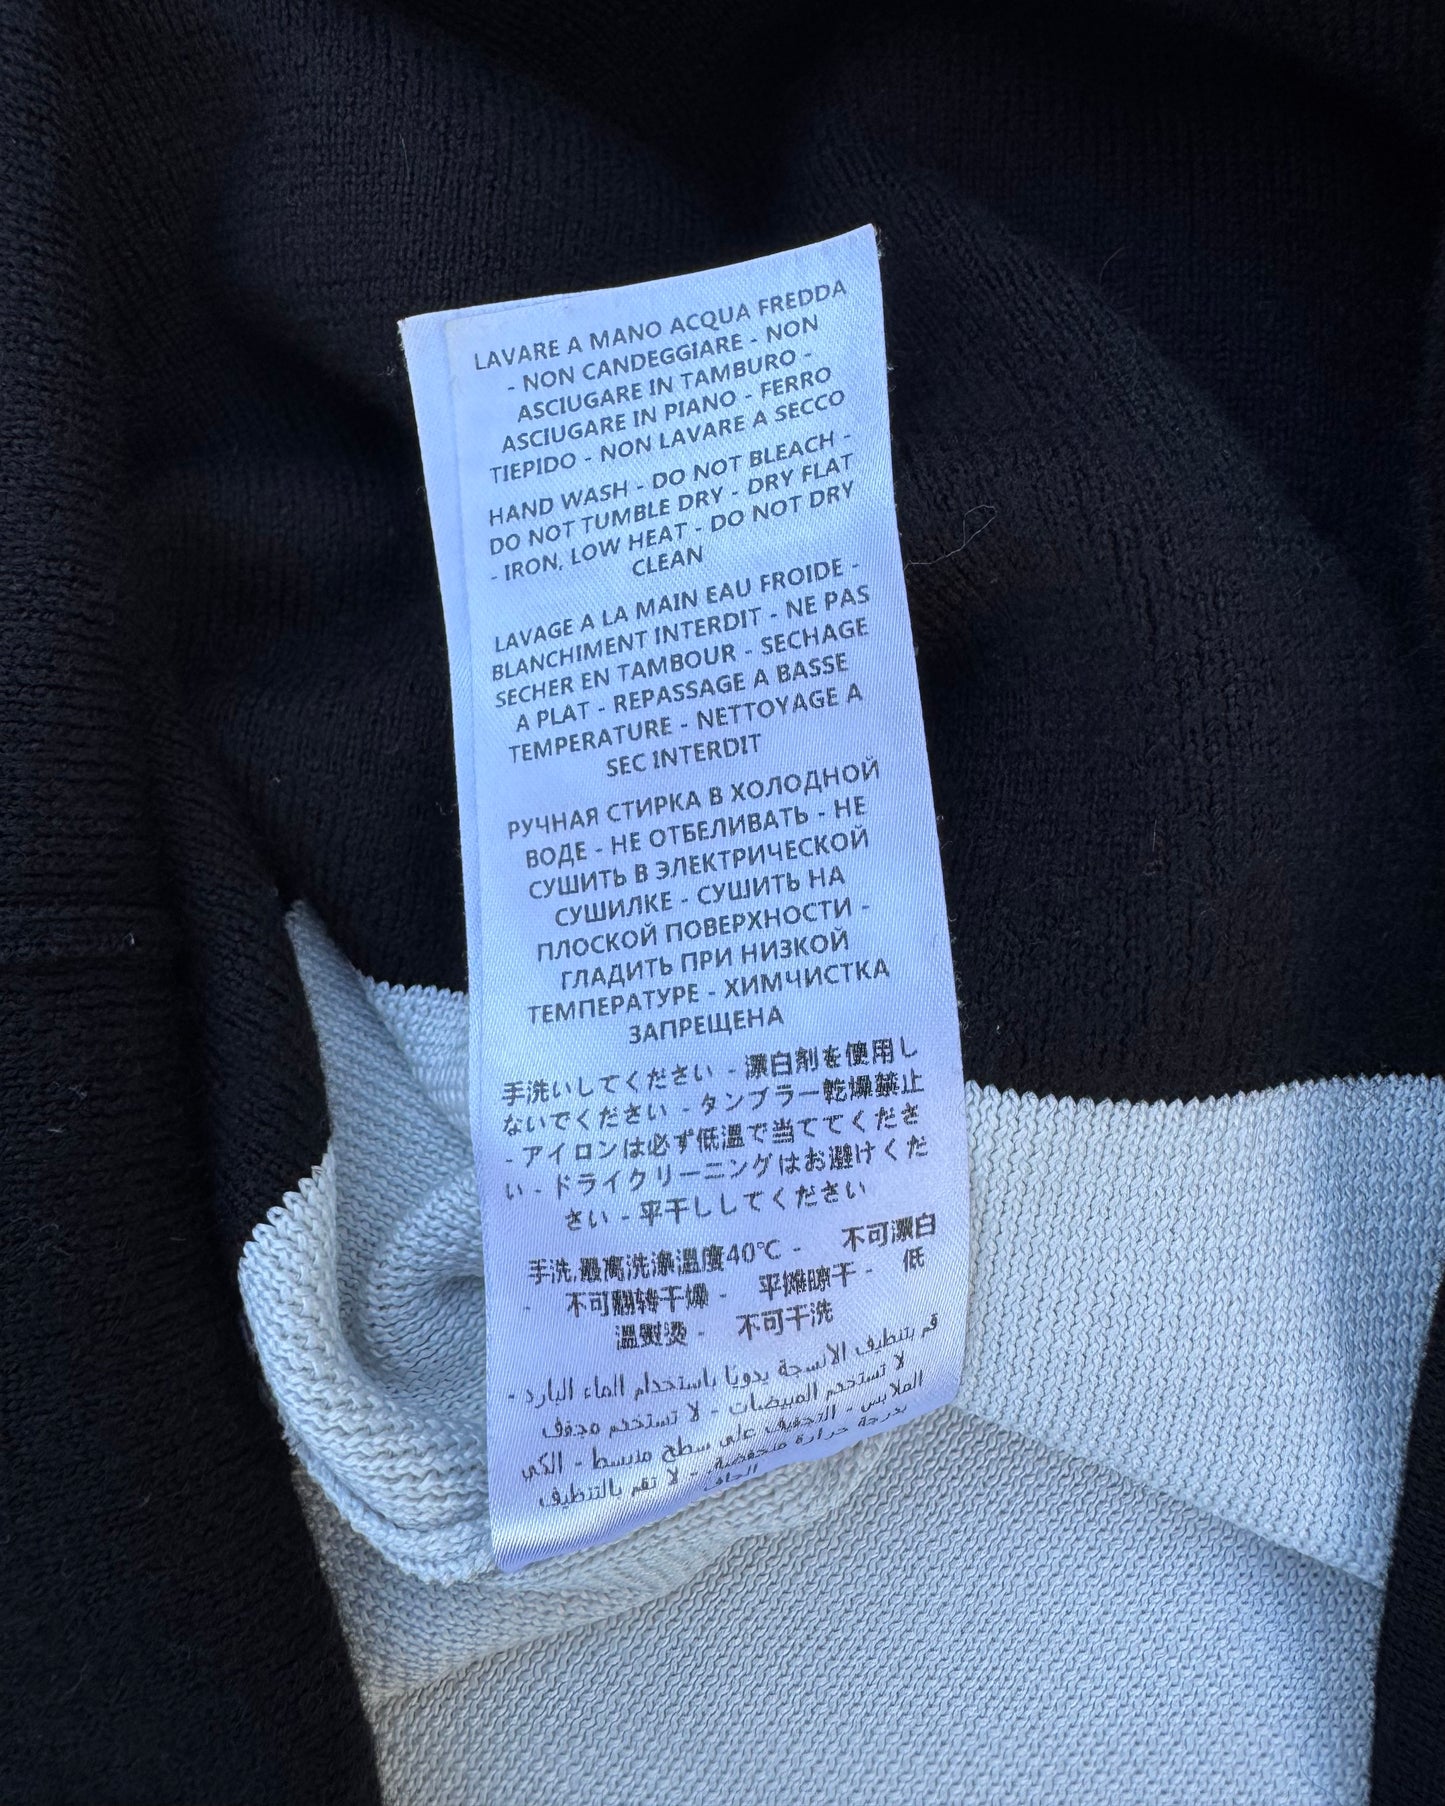 LAVARE A MANO ACQUA FREDDA
- NON CANDEGGIARE - NON
ASCIUGARE IN TAMBURO -
ASCIUGARE IN PIANO - FERRO
TIEPIDO - NON LAVARE A SECCO
HAND WASH - DO NOT BLEACH -
DO NOT TUMBLE DRY - DRY FLAT
- IRON, LOW HEAT - DO NOT DRY
CLEAN
LAVAGE A LA MAIN EAU FROIDE -
BLANCHIMENT INTERDIT - NE PAS
SECHER EN TAMBOUR - SECHAGE
A PLAT - REPASSAGE A BASSE
TEMPERATURE - NETTOYAGE A
SEC INTERDIT
РУЧНАЯ СТИРКА В ХОЛОДНОЙ
ВОДЕ - НЕ ОТБЕЛИВАТЬ - НЕ
СУШИТЬ В ЭЛЕКТРИЧЕСКОЙ
СУШИЛКЕ - СУШИТЬ НА
ПЛОСКОЙ ПОВЕРХНОСТИ -
ГЛАДИТЬ ПРИ НИЗКОЙ
ТЕМПЕРАТУРЕ - ХИМЧИСТКА
ЗАПРЕЩЕНА
手洗いしてください - 漂白剤を使用し
ないでください - タンブラー乾燥禁止
- アイロンは必ず低温で当ててくださ
い - ドライクリーニングはお避けくだ
さい - 平干ししてください
手洗,最高洗涤温度40℃ - 不可漂白
- 不可翻转干燥 - 平摊晾干 - 低
温熨烫 - 不可干洗
قم بتنظيف الأنسجة يدويًا باستخدام الماء البارد -
لا تستخدم المبيضات - لا تستخدم مجفف
الملابس - التجفيف على سطح منبسط - الكي
بدرجة حرارة منخفضة - لا تقم بالتنظيف
الجاف